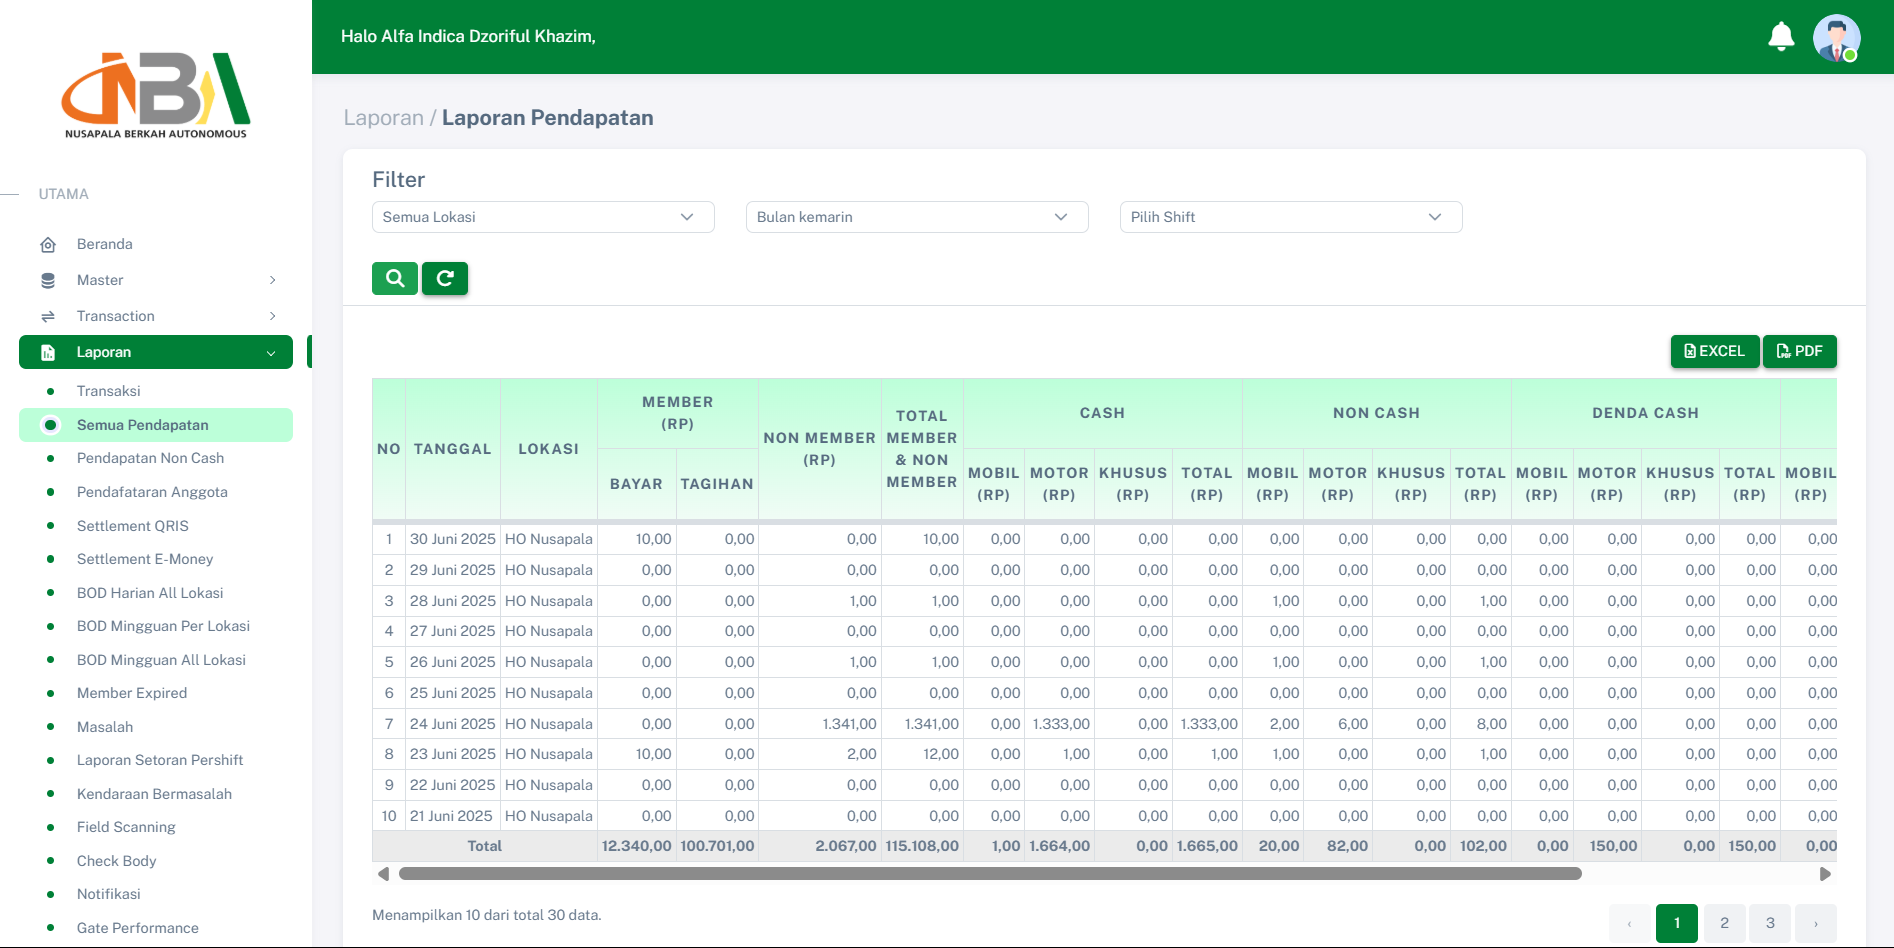 Halo Alfa Indica Dzoriful Khazim,
NBA
NUSAPALA BERKAH AUTONOMOUS
UTAMA
Beranda
Master
Transaction
Laporan
Transaksi
Semua Pendapatan
Pendapatan Non Cash
Pendafataran Anggota
Settlement QRIS
Settlement E-Money
BOD Harian All Lokasi
BOD Mingguan Per Lokasi
BOD Mingguan All Lokasi
Member Expired
Masalah
Laporan Setoran Pershift
Kendaraan Bermasalah
Field Scanning
Check Body
Notifikasi
Gate Performance
Laporan / Laporan Pendapatan
Filter
Semua Lokasi Bulan kemarin Pilih Shift
EXCEL PDF
NO TANGGAL LOKASI MEMBER (RP) NON MEMBER (RP) TOTAL MEMBER & NON MEMBER CASH NON CASH DENDA CASH
BAYAR TAGIHAN MOBIL (RP) MOTOR (RP) KHUSUS (RP) TOTAL (RP) MOBIL (RP) MOTOR (RP) KHUSUS (RP) TOTAL (RP) MOBIL (RP) MOTOR (RP) KHUSUS (RP) TOTAL (RP) MOBIL (RP)
1 30 Juni 2025 HO Nusapala 10,00 0,00 0,00 10,00 0,00 0,00 0,00 0,00 0,00 0,00 0,00 0,00 0,00 0,00 0,00 0,00 0,00
2 29 Juni 2025 HO Nusapala 0,00 0,00 0,00 0,00 0,00 0,00 0,00 0,00 0,00 0,00 0,00 0,00 0,00 0,00 0,00 0,00 0,00
3 28 Juni 2025 HO Nusapala 0,00 0,00 1,00 1,00 0,00 0,00 0,00 0,00 1,00 0,00 0,00 1,00 0,00 0,00 0,00 0,00 0,00
4 27 Juni 2025 HO Nusapala 0,00 0,00 0,00 0,00 0,00 0,00 0,00 0,00 0,00 0,00 0,00 0,00 0,00 0,00 0,00 0,00 0,00
5 26 Juni 2025 HO Nusapala 0,00 0,00 1,00 1,00 0,00 0,00 0,00 0,00 1,00 0,00 0,00 1,00 0,00 0,00 0,00 0,00 0,00
6 25 Juni 2025 HO Nusapala 0,00 0,00 0,00 0,00 0,00 0,00 0,00 0,00 0,00 0,00 0,00 0,00 0,00 0,00 0,00 0,00 0,00
7 24 Juni 2025 HO Nusapala 0,00 0,00 1.341,00 1.341,00 0,00 1.333,00 0,00 1.333,00 2,00 6,00 0,00 8,00 0,00 0,00 0,00 0,00 0,00
8 23 Juni 2025 HO Nusapala 10,00 0,00 2,00 12,00 0,00 1,00 0,00 1,00 1,00 0,00 0,00 1,00 0,00 0,00 0,00 0,00 0,00
9 22 Juni 2025 HO Nusapala 0,00 0,00 0,00 0,00 0,00 0,00 0,00 0,00 0,00 0,00 0,00 0,00 0,00 0,00 0,00 0,00 0,00
10 21 Juni 2025 HO Nusapala 0,00 0,00 0,00 0,00 0,00 0,00 0,00 0,00 0,00 0,00 0,00 0,00 0,00 0,00 0,00 0,00 0,00
Total 12.340,00 100.701,00 2.067,00 115.108,00 1,00 1.664,00 0,00 1.665,00 20,00 82,00 0,00 102,00 0,00 150,00 0,00 150,00 0,00
Menampilkan 10 dari total 30 data.
‹ 1 2 3 ›